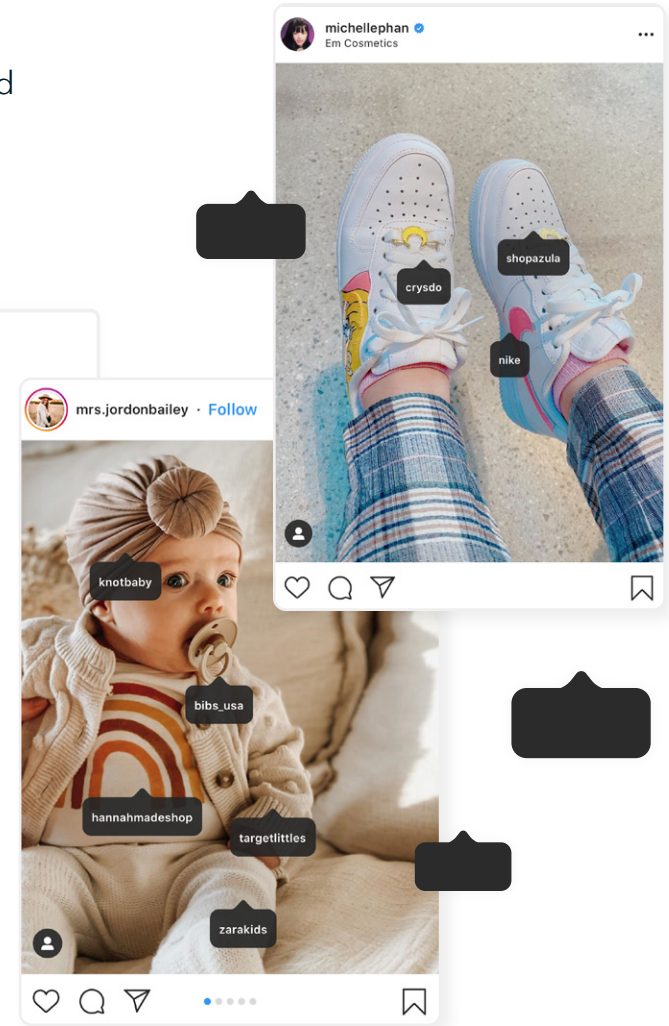 d
michellephan
Em Cosmetics
shopazula
crysdo
nike
mrs.jordonbailey · Follow
knotbaby
bibs_usa
hannahmadeshop
targetlittles
zarakids